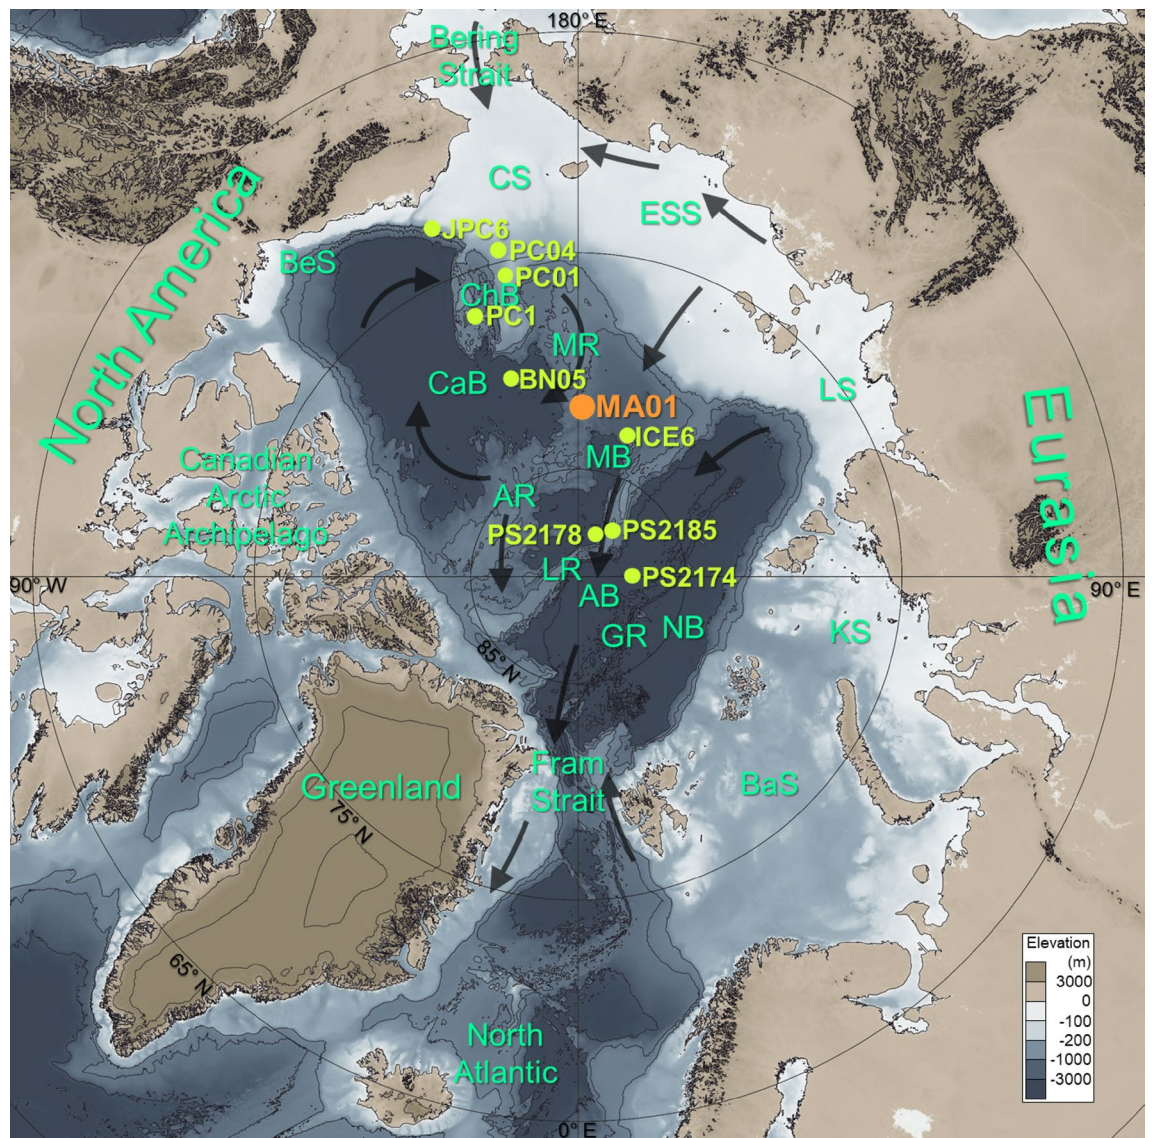 180° E
Bering
Strait
CS
ESS
North America
JPC6
PC04
BeS
PC01
ChB
PC1
MR
CaB
BN05
LS
MA01
Eurasia
ICE6
MB
Canadian
Arctic
Archipelago
AR
PS2178
PS2185
LR
PS2174
90° W
90° E
AB
GR
NB
KS
85° N
Fram
Strait
BaS
Greenland
75° N
65° N
North
Atlantic
0° E
Elevation
(m)
3000
0
-100
-200
-1000
-3000